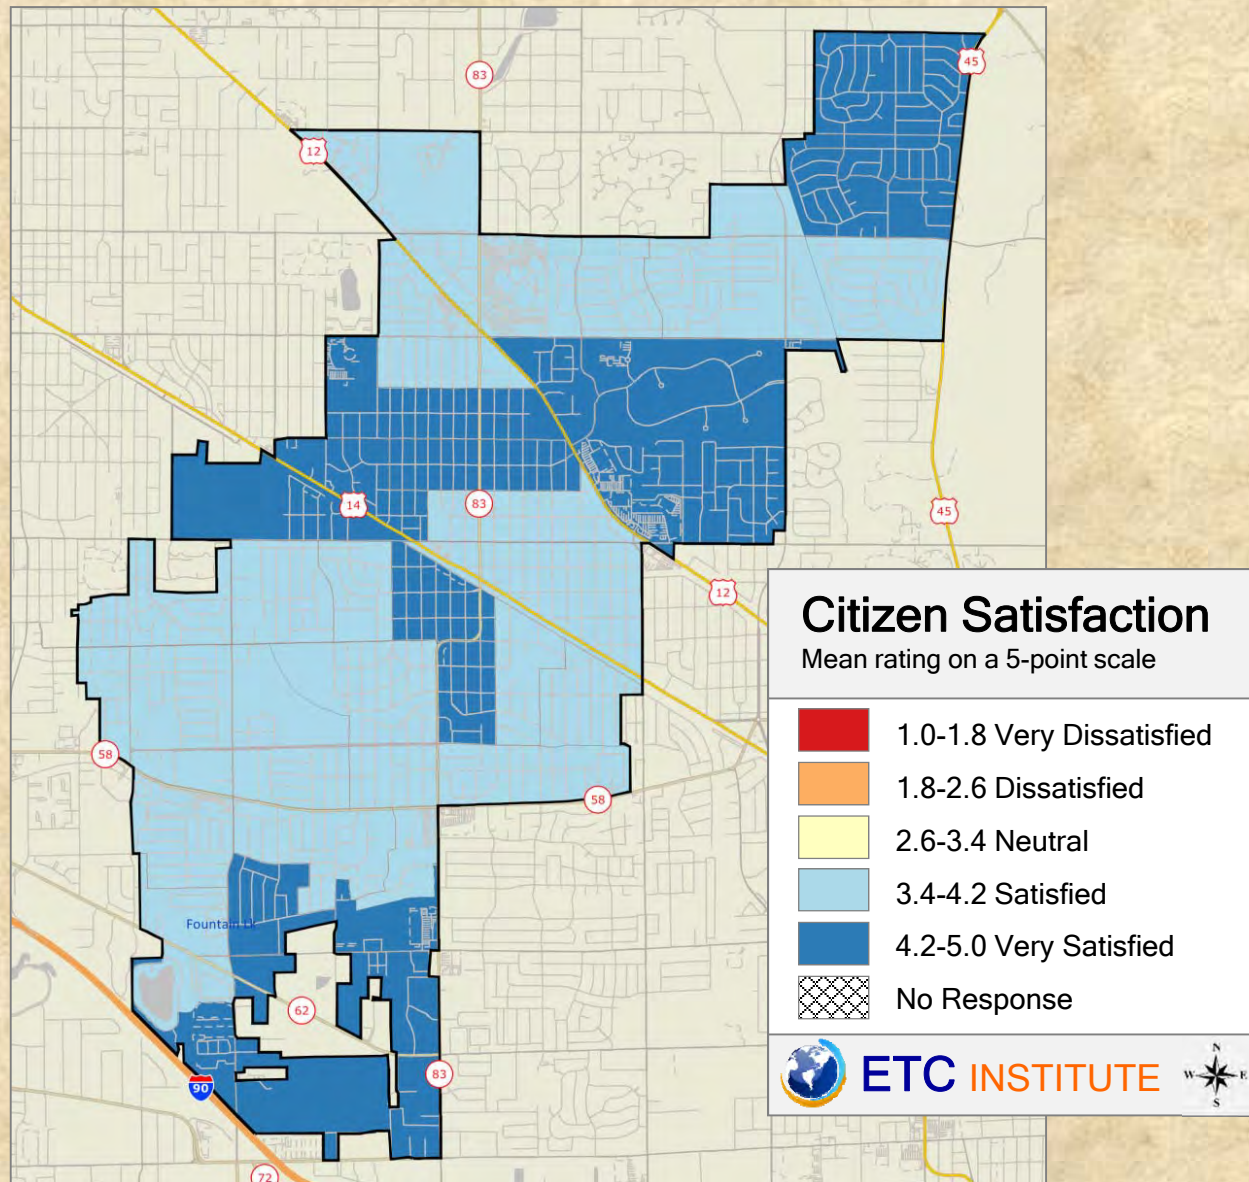 83
45
12
14
83
45
12
58
58
Fountain Lk
62
83
90
72
Citizen Satisfaction
Mean rating on a 5-point scale
1.0-1.8 Very Dissatisfied
1.8-2.6 Dissatisfied
2.6-3.4 Neutral
3.4-4.2 Satisfied
4.2-5.0 Very Satisfied
No Response
ETC INSTITUTE
N
W E
S